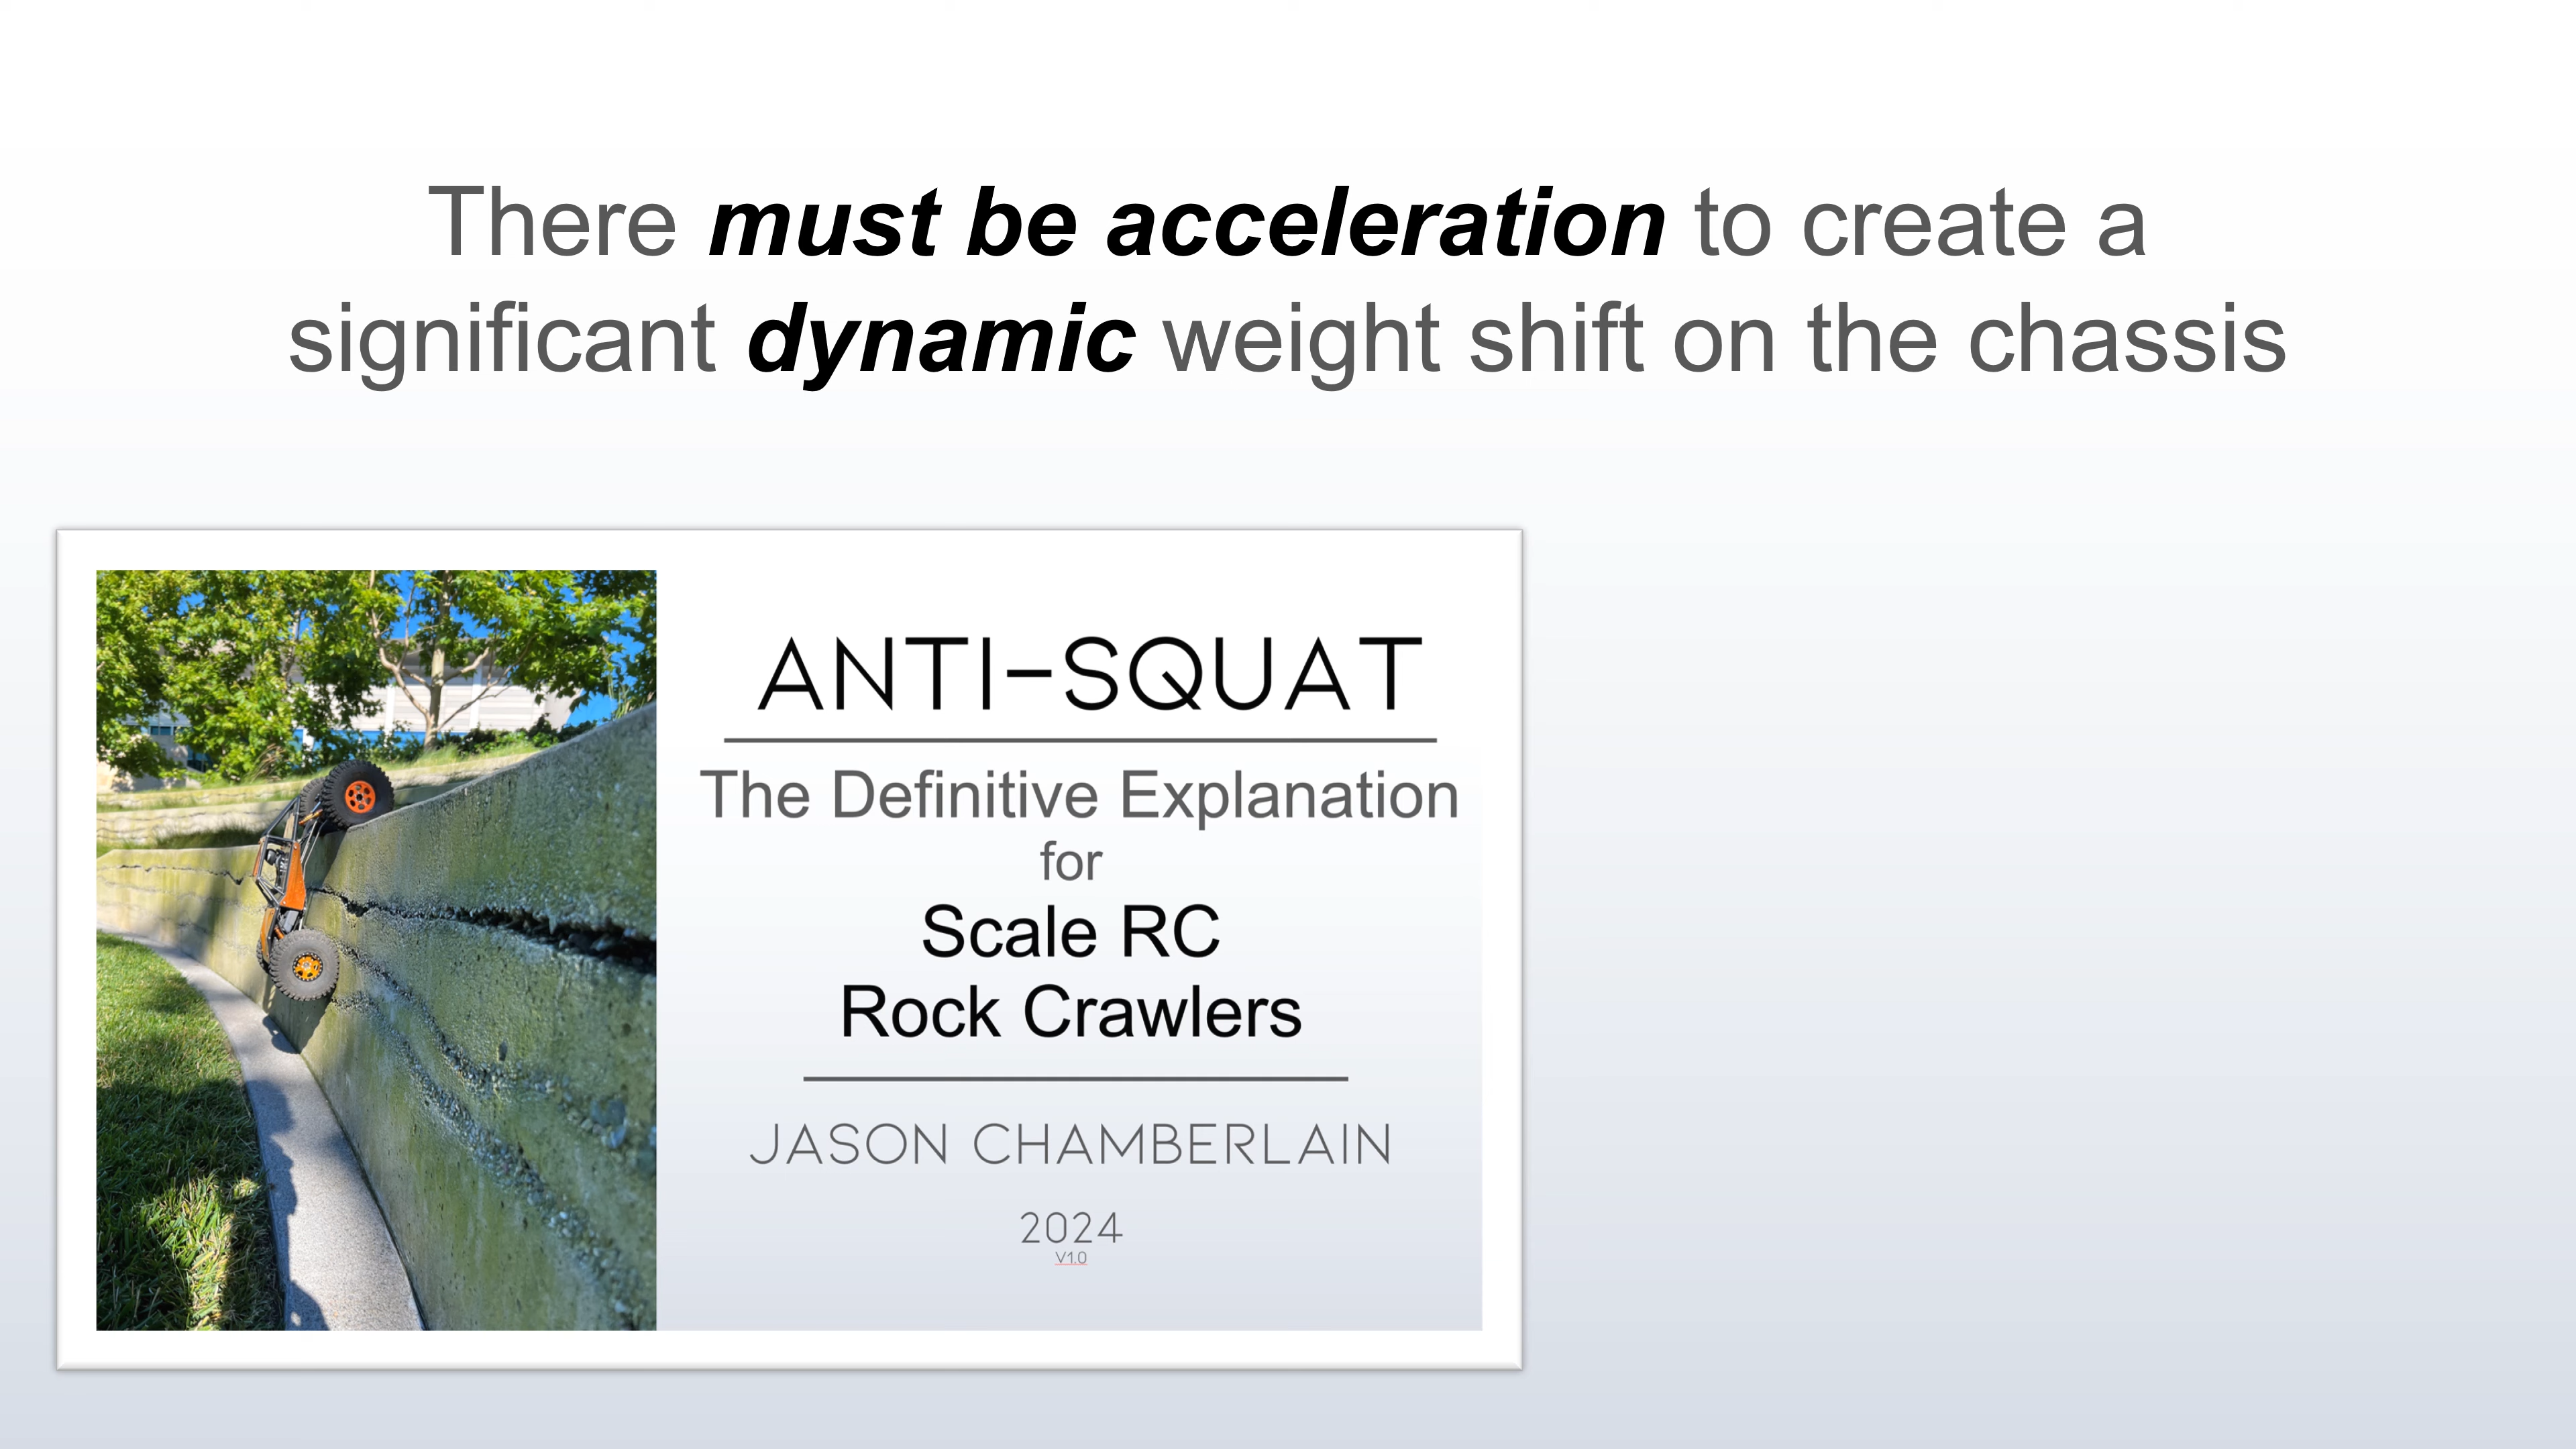 There must be acceleration to create a
significant dynamic weight shift on the chassis
ANTI-SQUAT
The Definitive Explanation
for
Scale RC
Rock Crawlers
JASON CHAMBERLAIN
2024
V1.0